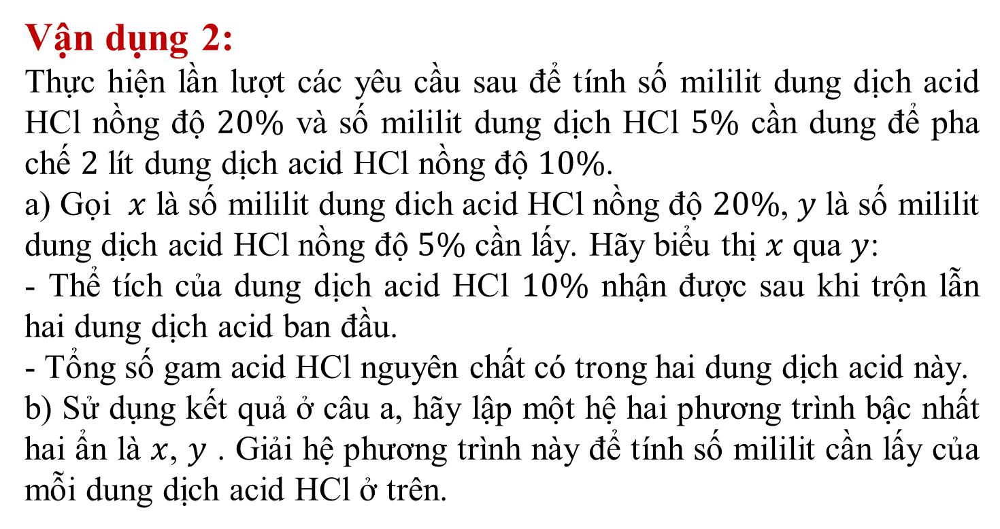 Vận dụng 2:
Thực hiện lần lượt các yêu cầu sau để tính số mililit dung dịch acid
HCl nồng độ 20% và số mililit dung dịch HCl 5% cần dung để pha
chế 2 lít dung dịch acid HCl nồng độ 10%.
a) Gọi x là số mililit dung dich acid HCl nồng độ 20%, y là số mililit
dung dịch acid HCl nồng độ 5% cần lấy. Hãy biểu thị x qua y:
- Thể tích của dung dịch acid HCl 10% nhận được sau khi trộn lẫn
hai dung dịch acid ban đầu.
- Tổng số gam acid HCl nguyên chất có trong hai dung dịch acid này.
b) Sử dụng kết quả ở câu a, hãy lập một hệ hai phương trình bậc nhất
hai ẩn là x, y . Giải hệ phương trình này để tính số mililit cần lấy của
mỗi dung dịch acid HCl ở trên.